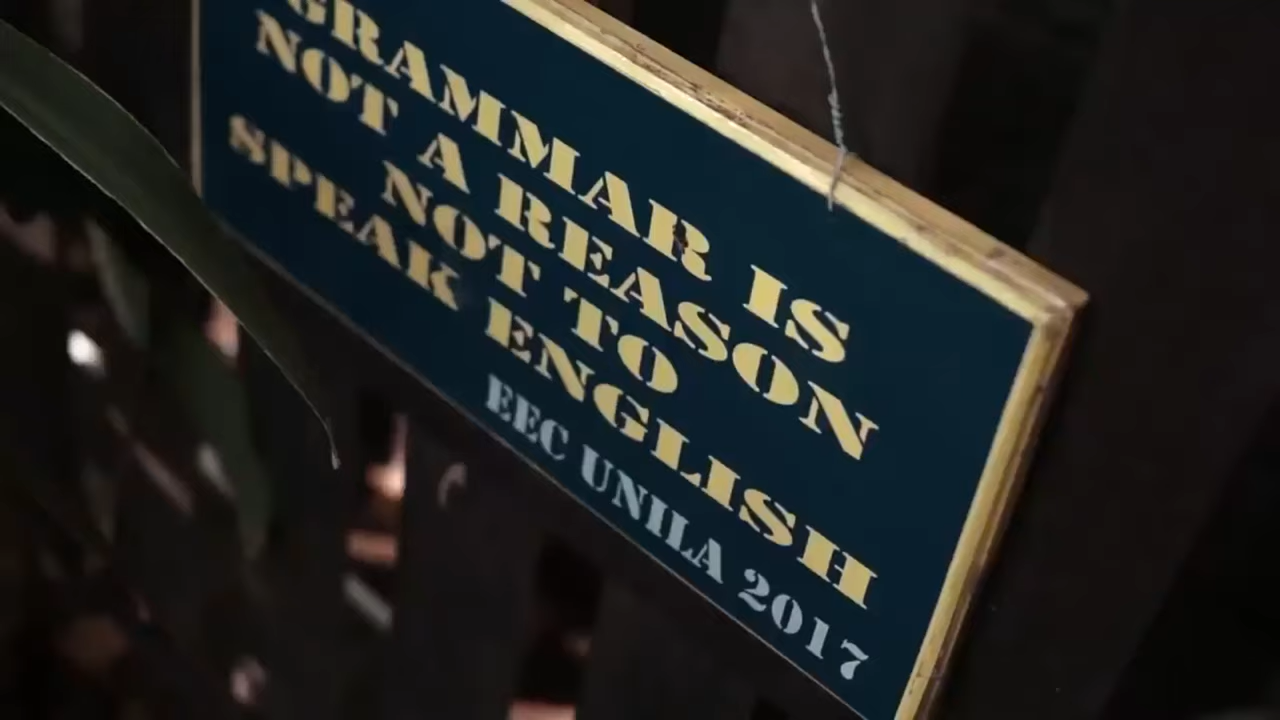 GRAMMAR IS
NOT A REASON
NOT TO
SPEAK ENGLISH
EEC UNILA 2017